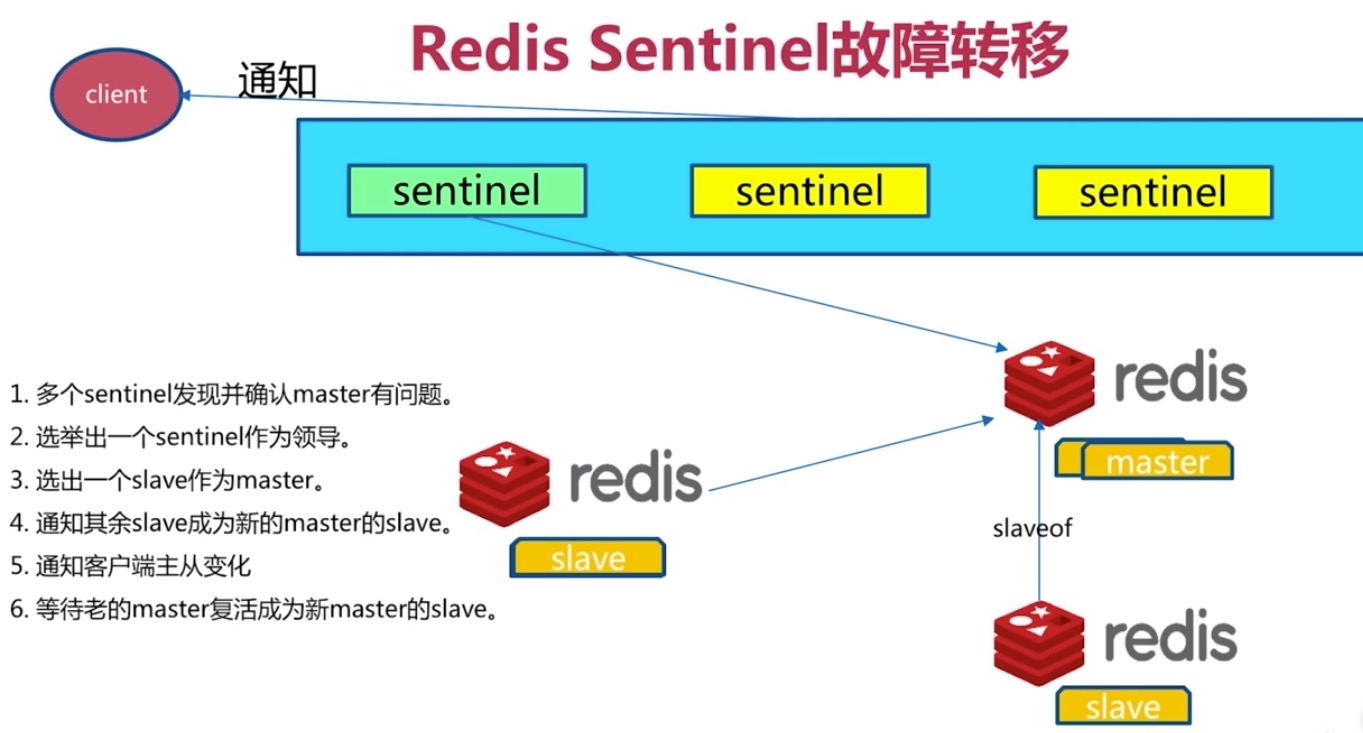 Redis Sentinel故障转移
client
通知
sentinel
sentinel
sentinel
redis
master
1. 多个sentinel发现并确认master有问题。
2. 选举出一个sentinel作为领导。
3. 选出一个slave作为master。
4. 通知其余slave成为新的master的slave。
5. 通知客户端主从变化
6. 等待老的master复活成为新master的slave。
redis
slave
slaveof
redis
slave